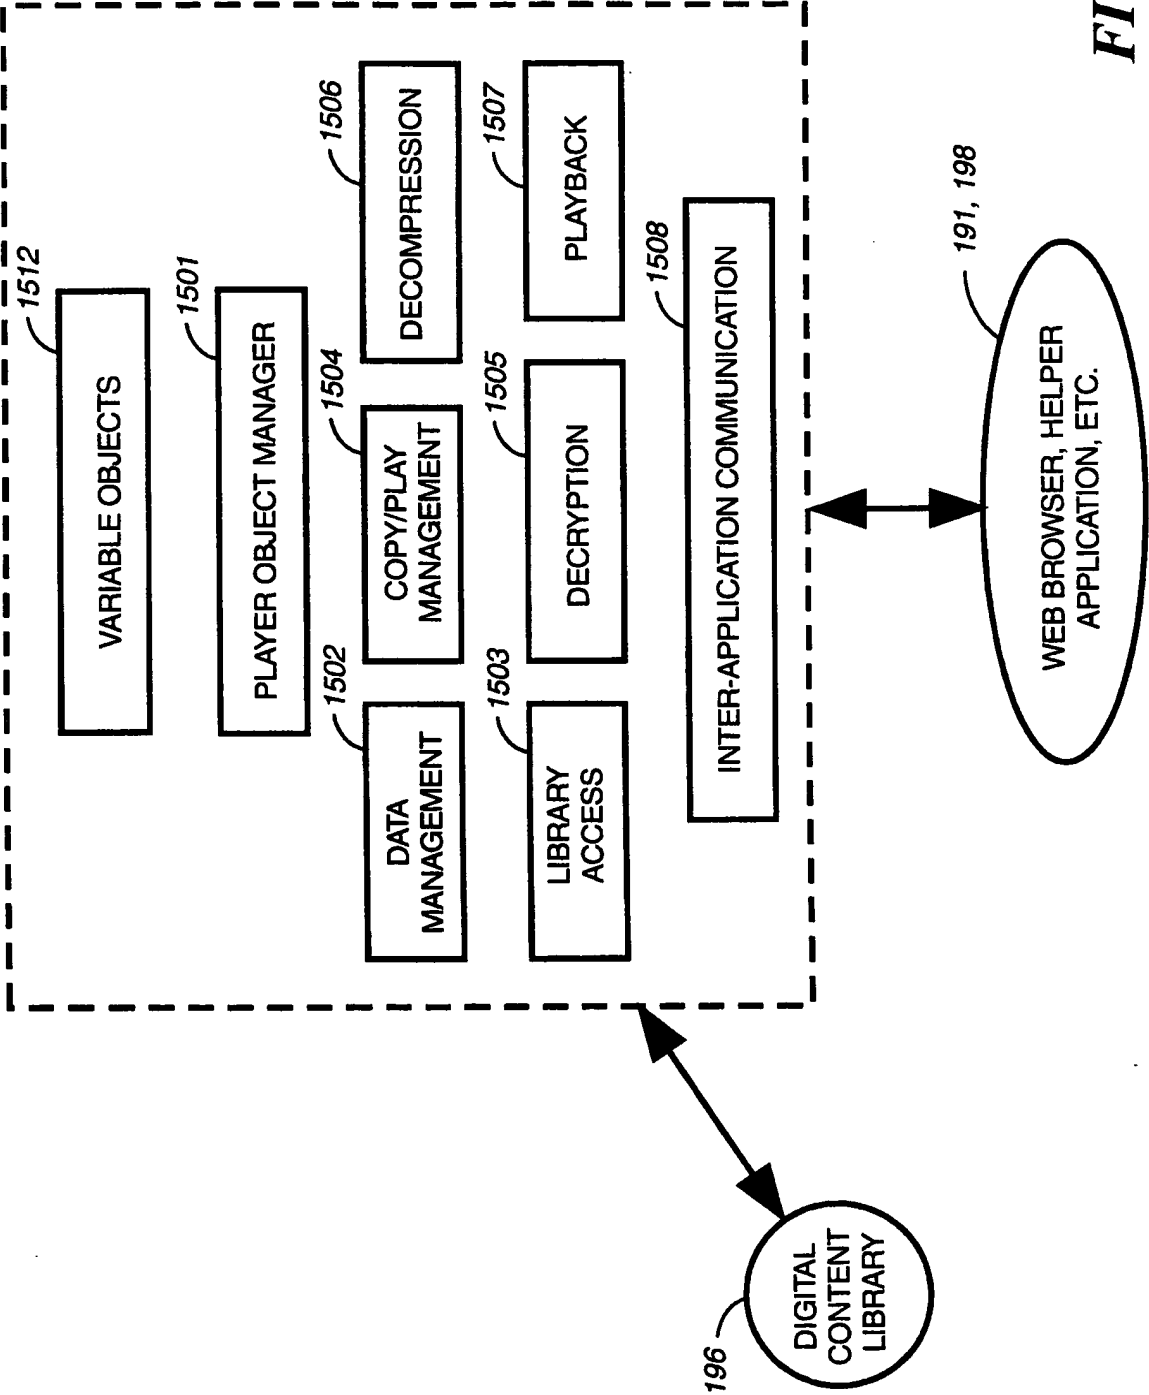 1512
VARIABLE OBJECTS
1501
PLAYER OBJECT MANAGER
1502
DATA
MANAGEMENT
1504
COPY/PLAY
MANAGEMENT
1506
DECOMPRESSION
1503
LIBRARY
ACCESS
1505
DECRYPTION
1507
PLAYBACK
1508
INTER-APPLICATION COMMUNICATION
196
DIGITAL
CONTENT
LIBRARY
191, 198
WEB BROWSER, HELPER
APPLICATION, ETC.
FI